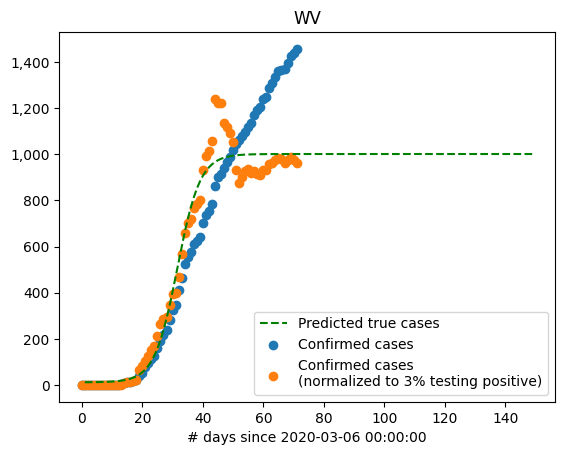 WV
1,400
1,200
1,000
800
600
400
200
0
0 20 40 60 80 100 120 140
# days since 2020-03-06 00:00:00
Predicted true cases
Confirmed cases
Confirmed cases
(normalized to 3% testing positive)